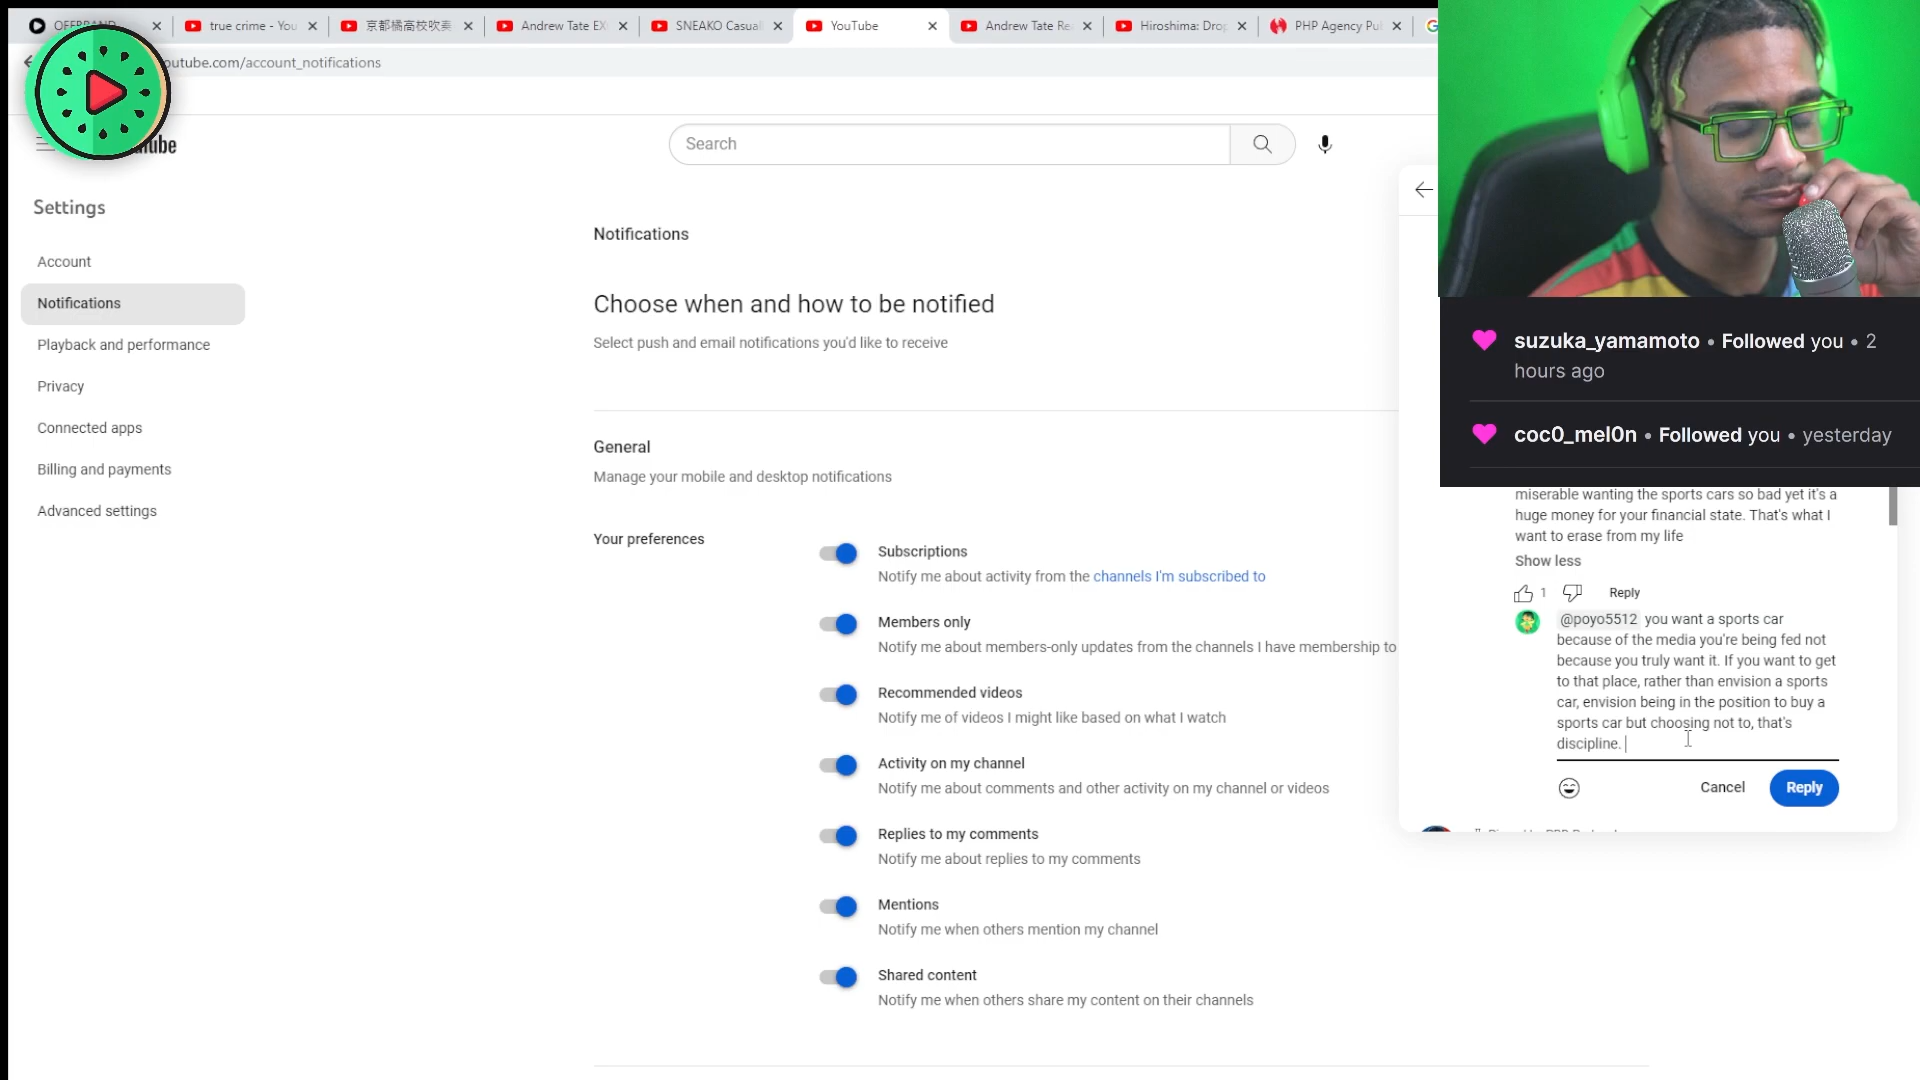 OFFBRAND
true crime - You
京都橘高校吹奏
Andrew Tate EX
SNEAKO Casual
YouTube
Andrew Tate Re
Hiroshima: Drop
PHP Agency Pu
outube.com/account_notifications
Search
Settings
Account
Notifications
Playback and performance
Privacy
Connected apps
Billing and payments
Advanced settings
Notifications
Choose when and how to be notified
Select push and email notifications you'd like to receive
General
Manage your mobile and desktop notifications
Your preferences
Subscriptions
Notify me about activity from the channels I'm subscribed to
Members only
Notify me about members-only updates from the channels I have membership to
Recommended videos
Notify me of videos I might like based on what I watch
Activity on my channel
Notify me about comments and other activity on my channel or videos
Replies to my comments
Notify me about replies to my comments
Mentions
Notify me when others mention my channel
Shared content
Notify me when others share my content on their channels
suzuka_yamamoto • Followed you • 2
hours ago
coc0_mel0n • Followed you • yesterday
miserable wanting the sports cars so bad yet it's a
huge money for your financial state. That's what I
want to erase from my life
Show less
1
Reply
@poyo5512 you want a sports car
because of the media you're being fed not
because you truly want it. If you want to get
to that place, rather than envision a sports
car, envision being in the position to buy a
sports car but choosing not to, that's
discipline.
Cancel
Reply